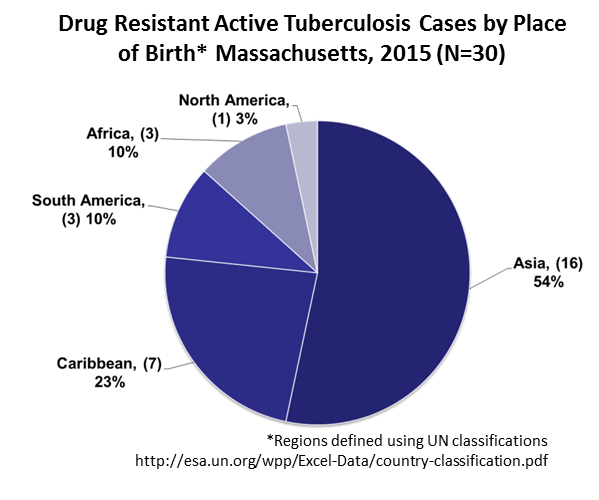 Drug Resistant Active Tuberculosis Cases by Place
of Birth* Massachusetts, 2015 (N=30)
North America,
(1) 3%
Africa, (3)
10%
South America,
(3) 10%
Asia, (16)
54%
Caribbean, (7)
23%
*Regions defined using UN classifications
http://esa.un.org/wpp/Excel-Data/country-classification.pdf